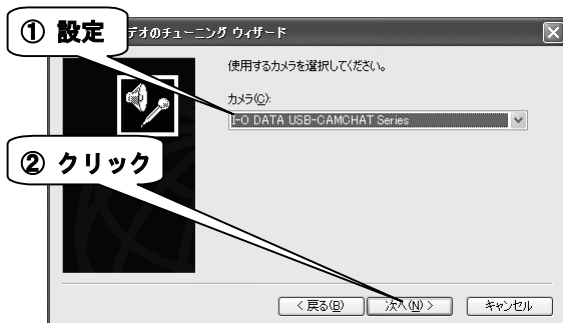 ① 設定
デオのチューニング ウィザード
使用するカメラを選択してください。
カメラ(C):
I-O DATA USB-CAMCHAT Series
② クリック
< 戻る(B)
次へ(N) >
キャンセル